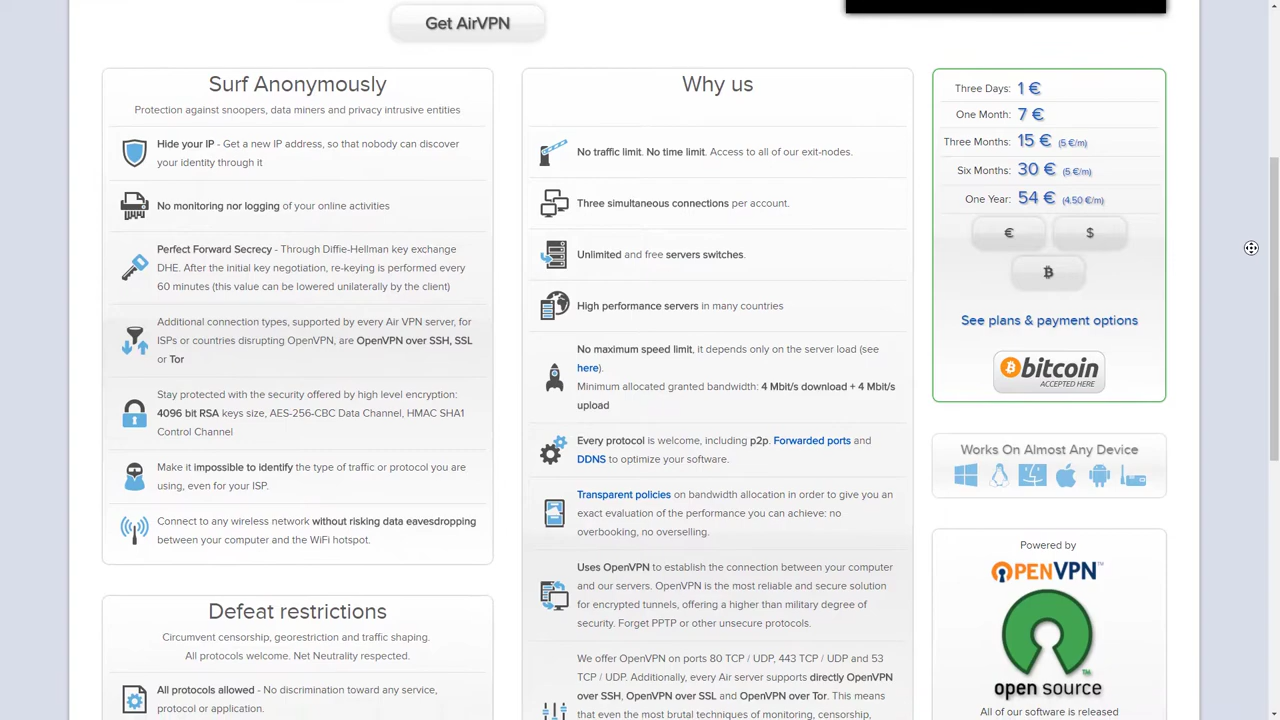 Get AirVPN
Surf Anonymously
Protection against snoopers, data miners and privacy intrusive entities
Hide your IP - Get a new IP address, so that nobody can discover
your identity through it
No monitoring nor logging of your online activities
Perfect Forward Secrecy - Through Diffie-Hellman key exchange
DHE. After the initial key negotiation, re-keying is performed every
60 minutes (this value can be lowered unilaterally by the client)
Additional connection types, supported by every Air VPN server, for
ISPs or countries disrupting OpenVPN, are OpenVPN over SSH, SSL
or Tor
Stay protected with the security offered by high level encryption:
4096 bit RSA keys size, AES-256-CBC Data Channel, HMAC SHA1
Control Channel
Make it impossible to identify the type of traffic or protocol you are
using, even for your ISP.
Connect to any wireless network without risking data eavesdropping
between your computer and the WiFi hotspot.
Defeat restrictions
Circumvent censorship, georestriction and traffic shaping.
All protocols welcome. Net Neutrality respected.
All protocols allowed - No discrimination toward any service,
protocol or application.
Why us
No traffic limit. No time limit. Access to all of our exit-nodes.
Three simultaneous connections per account.
Unlimited and free servers switches.
High performance servers in many countries
No maximum speed limit, it depends only on the server load (see
here).
Minimum allocated granted bandwidth: 4 Mbit/s download + 4 Mbit/s
upload
Every protocol is welcome, including p2p. Forwarded ports and
DDNS to optimize your software.
Transparent policies on bandwidth allocation in order to give you an
exact evaluation of the performance you can achieve: no
overbooking, no overselling.
Uses OpenVPN to establish the connection between your computer
and our servers. OpenVPN is the most reliable and secure solution
for encrypted tunnels, offering a higher than military degree of
security. Forget PPTP or other unsecure protocols.
We offer OpenVPN on ports 80 TCP / UDP, 443 TCP / UDP and 53
TCP / UDP. Additionally, every Air server supports directly OpenVPN
over SSH, OpenVPN over SSL and OpenVPN over Tor. This means
that even the most brutal techniques of monitoring, censorship,
Three Days: 1 €
One Month: 7 €
Three Months: 15 € (5 €/m)
Six Months: 30 € (5 €/m)
One Year: 54 € (4.50 €/m)
€ $
₿
See plans & payment options
bitcoin
ACCEPTED HERE
Works On Almost Any Device
Powered by
OPENVPN™
open source
All of our software is released